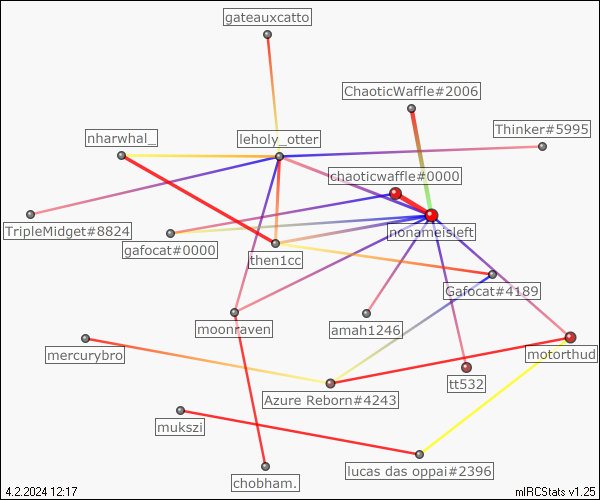 gateauxcatto
ChaoticWaffle#2006
Thinker#5995
nharwhal_
leholy_otter
chaoticwaffle#0000
TripleMidget#8824
nonameisleft
gafocat#0000
then1cc
Gafocat#4189
moonraven
amah1246
mercurybro
motorthud
tt532
Azure Reborn#4243
mukszi
lucas das oppai#2396
chobham.
4.2.2024 12:17
mIRCStats v1.25